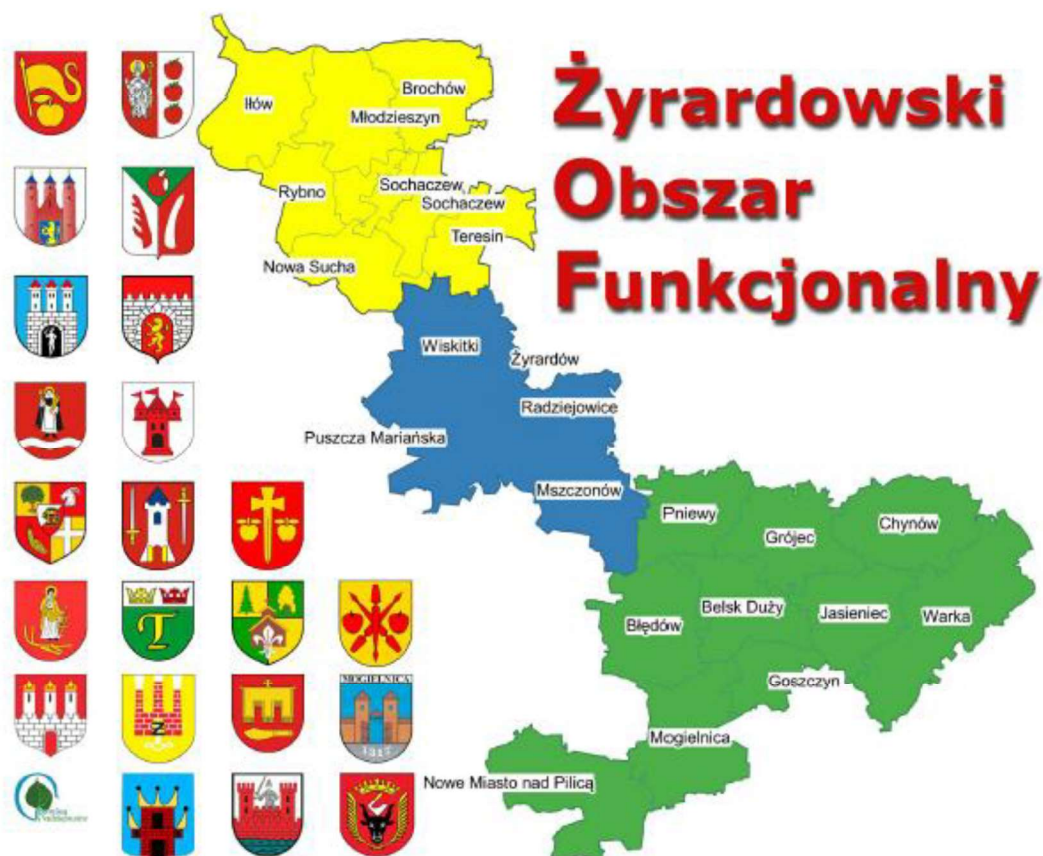 Żyrardowski
Obszar
Funkcjonalny
Iłów
Brochów
Młodzieszyn
Rybno
Sochaczew
Sochaczew
Teresin
Nowa Sucha
Wiskitki
Żyrardów
Radziejowice
Puszcza Mariańska
Mszczonów
Pniewy
Grójec
Chynów
Belsk Duży
Jasieniec
Warka
Błędów
Goszczyn
Mogielnica
Nowe Miasto nad Pilicą
T
MOGIELNICA
Z